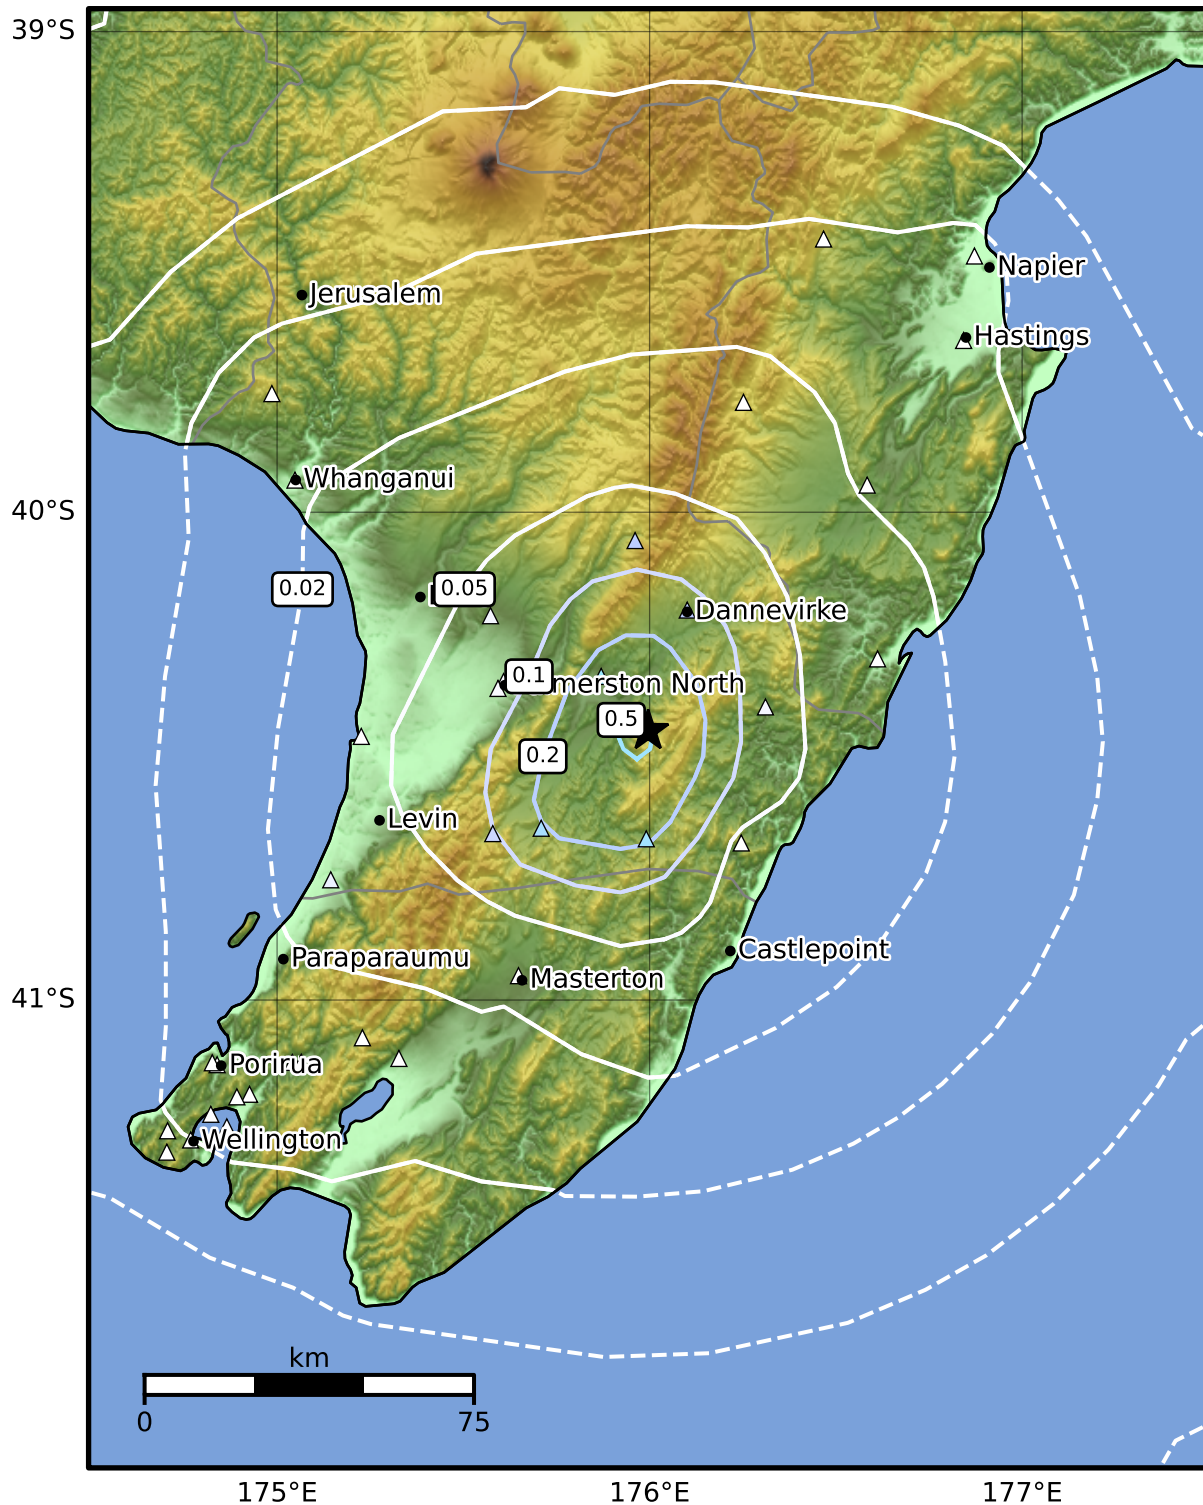 39°S
Napier
Jerusalem
Hastings
Whanganui
40°S
0.02
0.05
Dannevirke
0.1
merston North
0.5
0.2
Levin
Castlepoint
Paraparaumu
Masterton
41°S
Porirua
Wellington
km
0
75
175°E
176°E
177°E